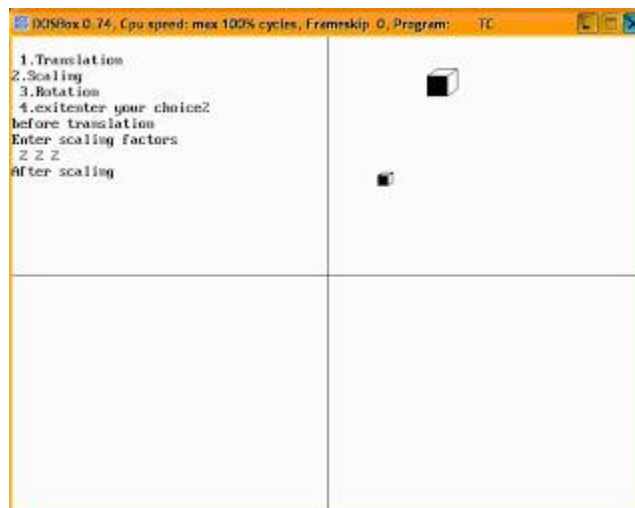 DOSBox 0.74, Cpu speed: max 100% cycles, Frameskip 0, Program: TC
1.Translation
2.Scaling
3.Rotation
4.exitenter your choice2
before translation
Enter scaling factors
2 2 2
After scaling